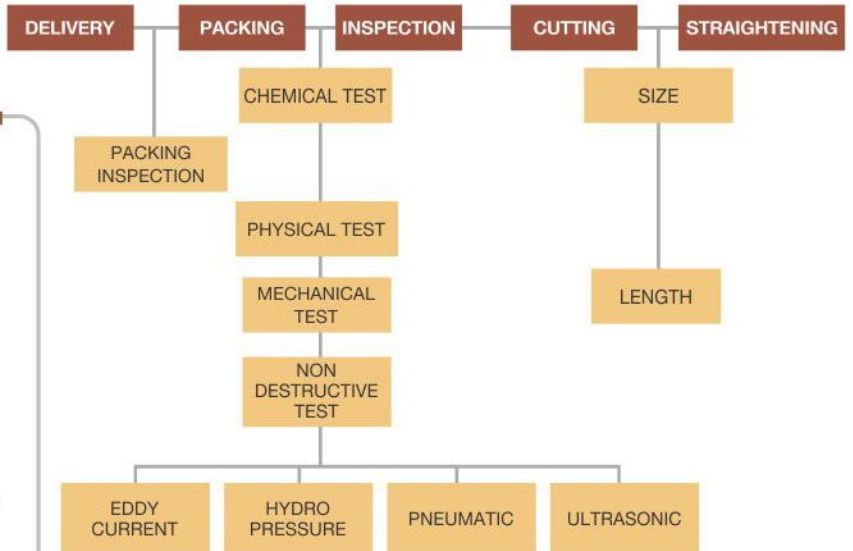 DELIVERY
PACKING
INSPECTION
CUTTING
STRAIGHTENING
CHEMICAL TEST
SIZE
PACKING
INSPECTION
PHYSICAL TEST
MECHANICAL
TEST
LENGTH
NON
DESTRUCTIVE
TEST
EDDY
CURRENT
HYDRO
PRESSURE
PNEUMATIC
ULTRASONIC